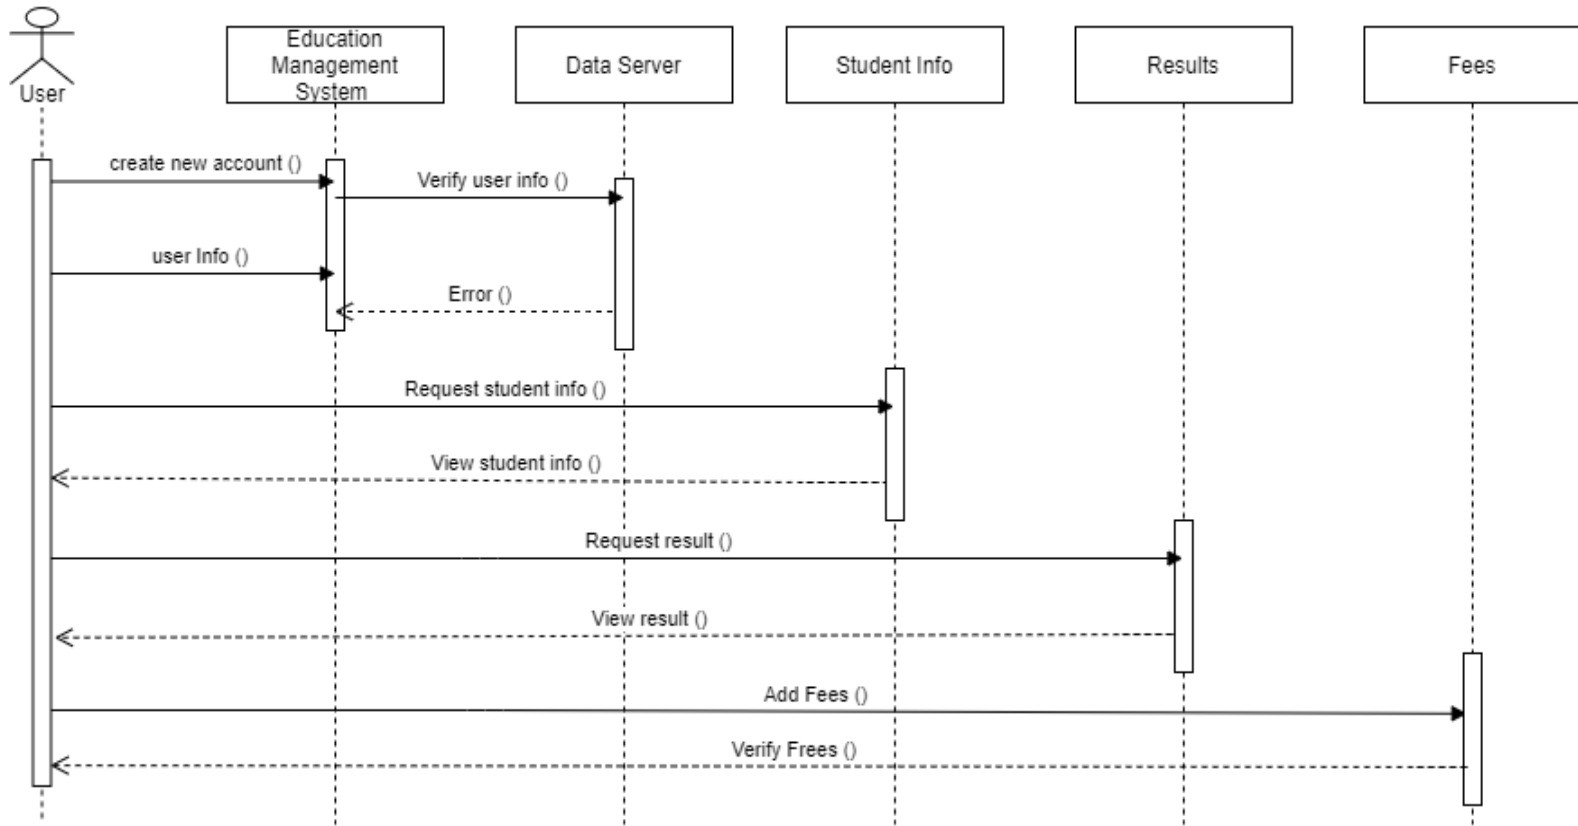 User
Education
Management
System
Data Server
Student Info
Results
Fees
create new account ()
Verify user info ()
user Info ()
Error ()
Request student info ()
View student info ()
Request result ()
View result ()
Add Fees ()
Verify Frees ()